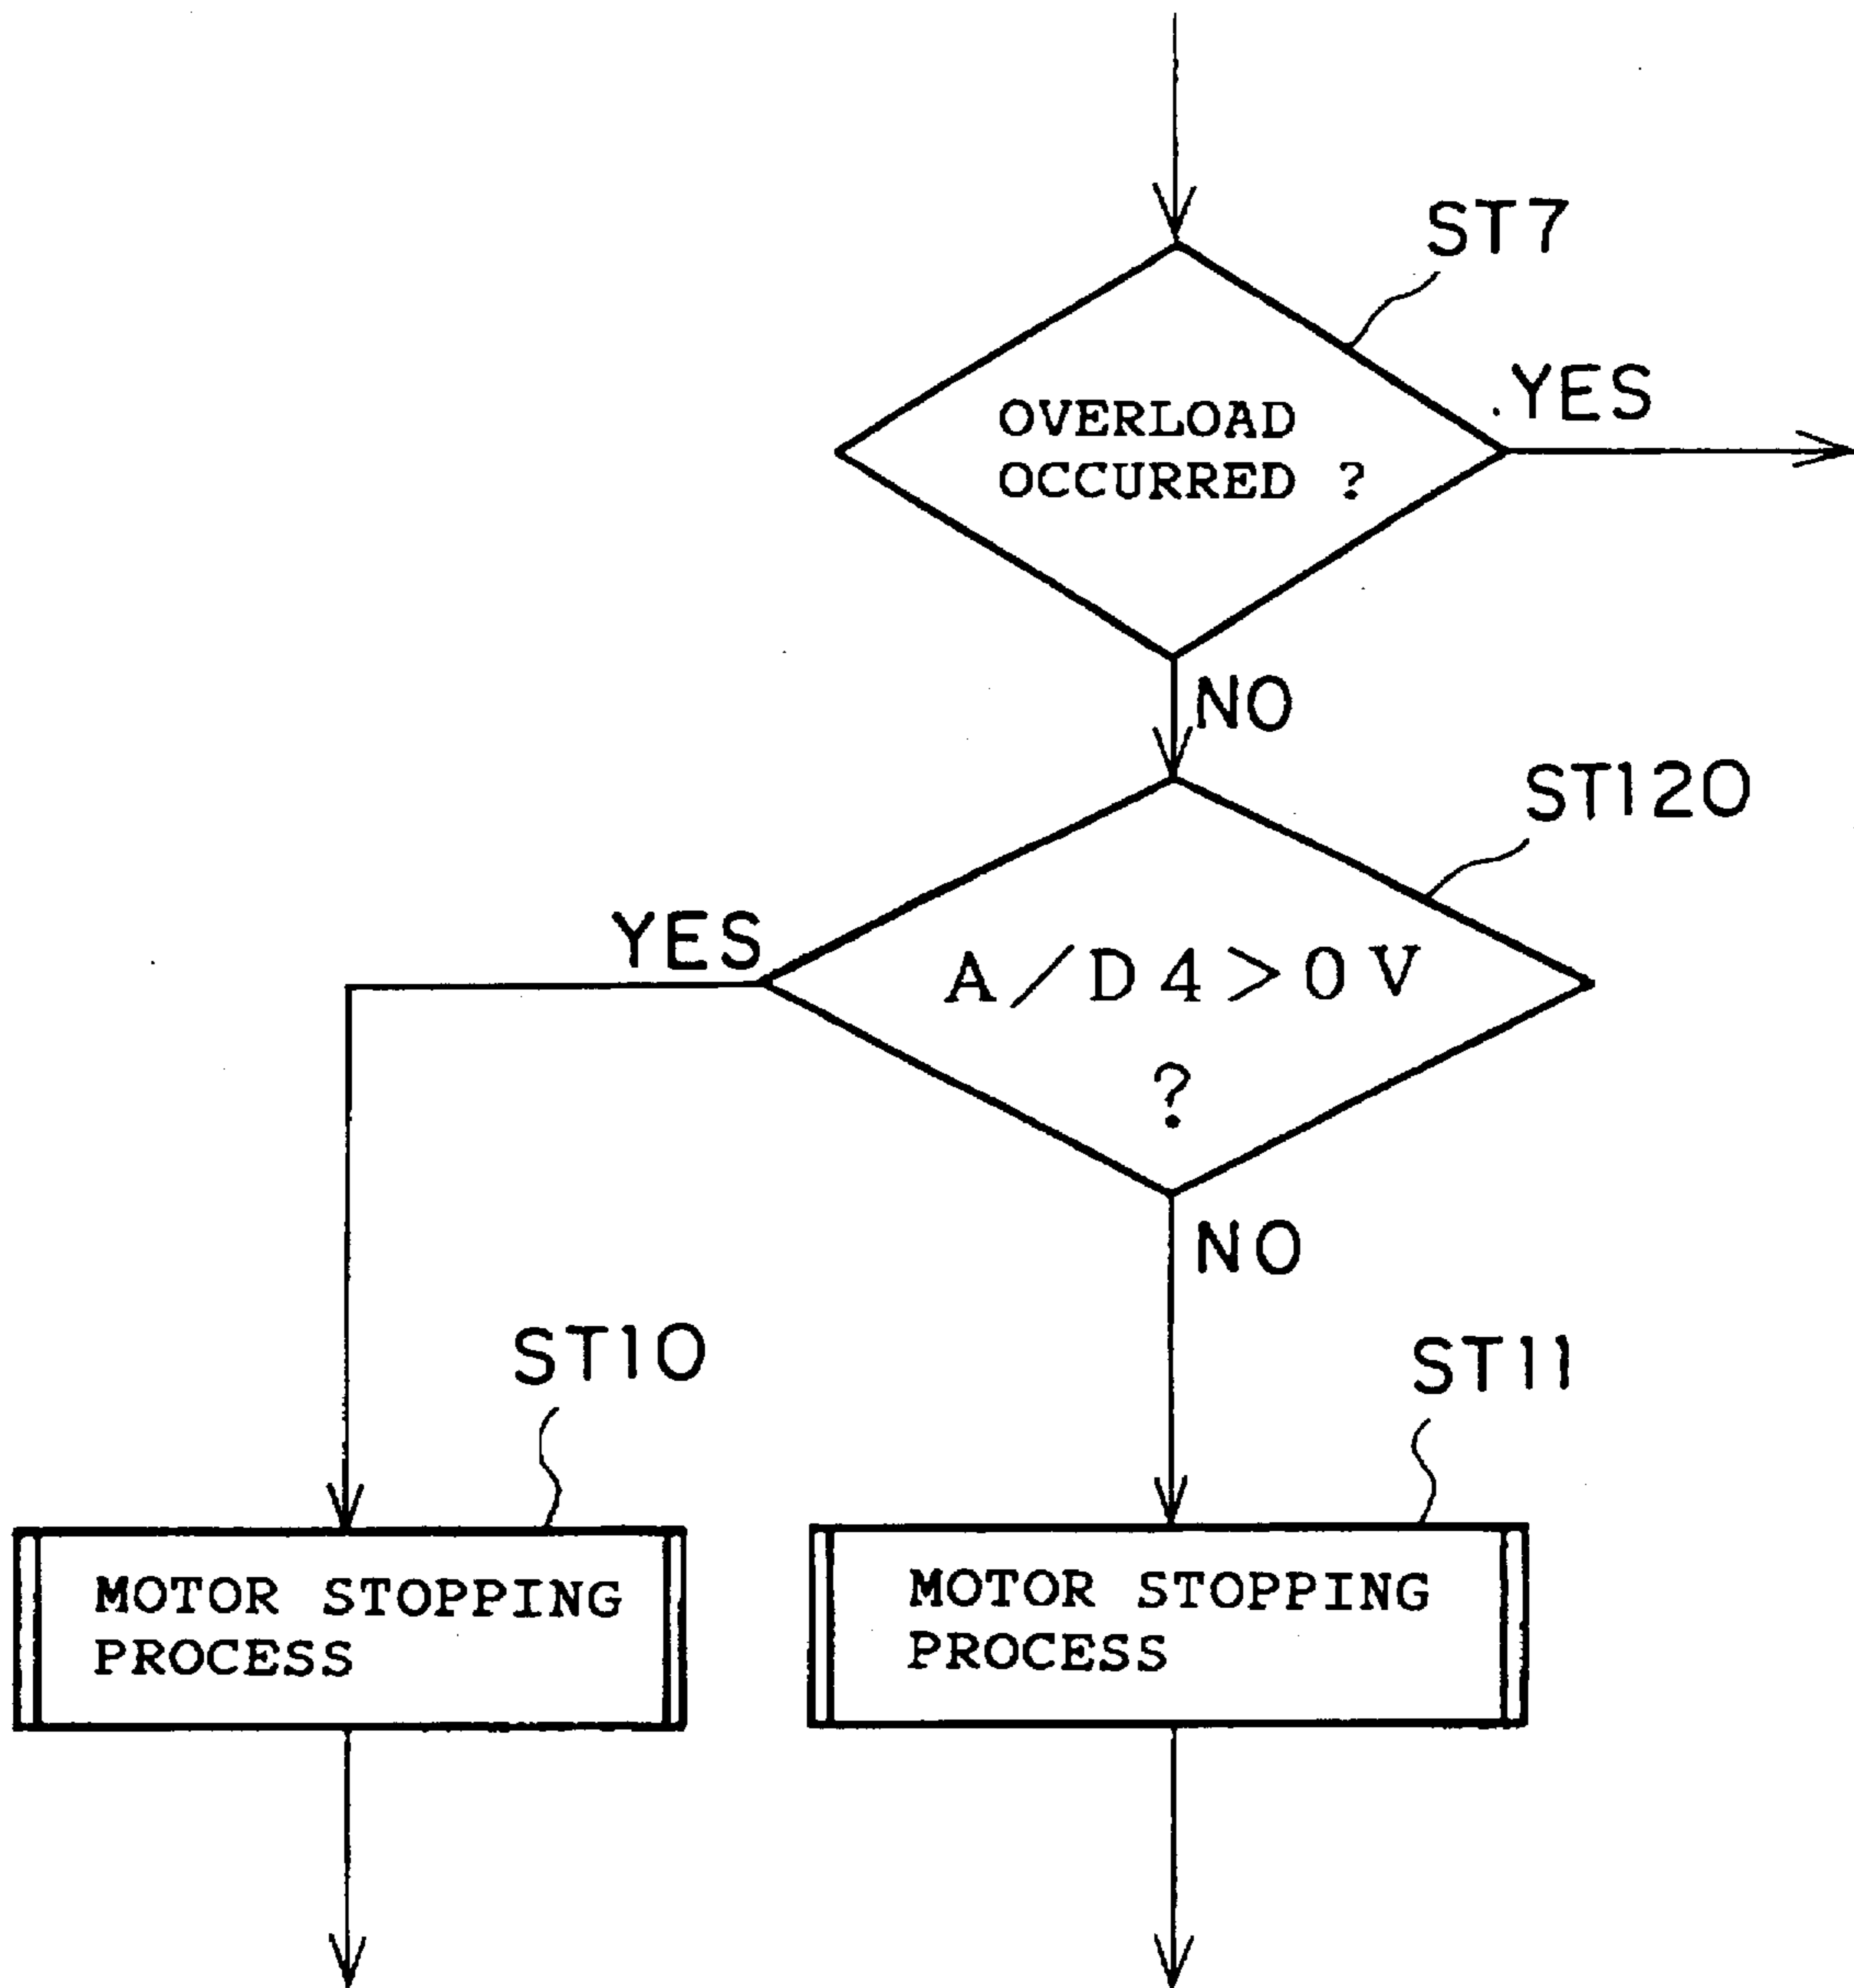 ST7
OVERLOAD
OCCURRED ?
YES
NO
ST120
YES
A/D4>0V
?
NO
ST10
ST11
MOTOR STOPPING
PROCESS
MOTOR STOPPING
PROCESS